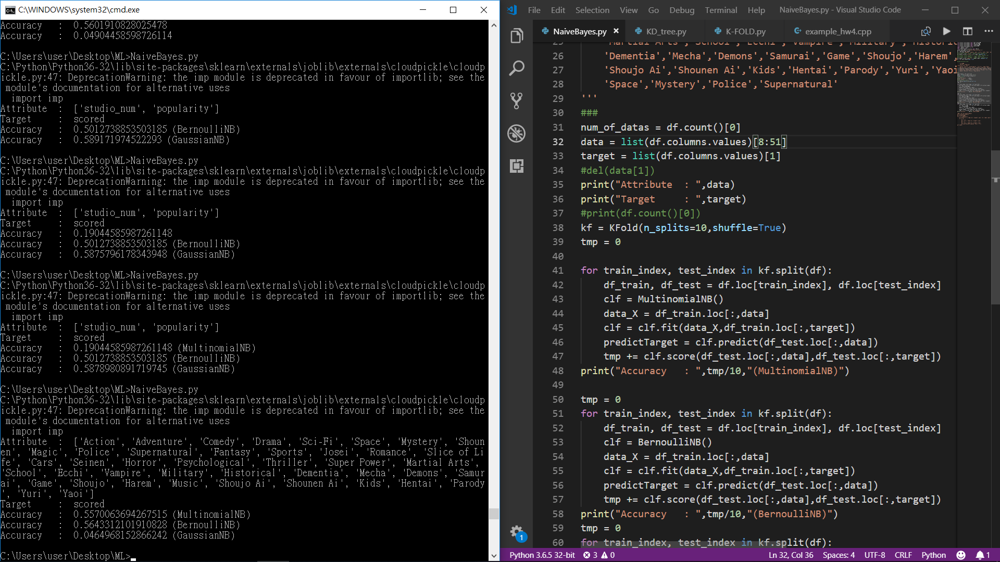 C:\WINDOWS\system32\cmd.exe
Accuracy : 0.5601910828025478
Accuracy : 0.04904458598726114
C:\Users\user\Desktop\ML>NaiveBayes.py
C:\Python\Python36-32\lib\site-packages\sklearn\externals\joblib\externals\cloudpickle\cloudp
ickle.py:47: DeprecationWarning: the imp module is deprecated in favour of importlib; see the
module's documentation for alternative uses
import imp
Attribute : ['studio_num', 'popularity']
Target : scored
Accuracy : 0.5012738853503185 (BernoulliNB)
Accuracy : 0.589171974522293 (GaussianNB)
C:\Users\user\Desktop\ML>NaiveBayes.py
C:\Python\Python36-32\lib\site-packages\sklearn\externals\joblib\externals\cloudpickle\cloudp
ickle.py:47: DeprecationWarning: the imp module is deprecated in favour of importlib; see the
module's documentation for alternative uses
import imp
Attribute : ['studio_num', 'popularity']
Target : scored
Accuracy : 0.19044585987261148
Accuracy : 0.5012738853503185 (BernoulliNB)
Accuracy : 0.5875796178343948 (GaussianNB)
C:\Users\user\Desktop\ML>NaiveBayes.py
C:\Python\Python36-32\lib\site-packages\sklearn\externals\joblib\externals\cloudpickle\cloudp
ickle.py:47: DeprecationWarning: the imp module is deprecated in favour of importlib; see the
module's documentation for alternative uses
import imp
Attribute : ['studio_num', 'popularity']
Target : scored
Accuracy : 0.19044585987261148 (MultinomialNB)
Accuracy : 0.5012738853503185 (BernoulliNB)
Accuracy : 0.5878980891719745 (GaussianNB)
C:\Users\user\Desktop\ML>NaiveBayes.py
C:\Python\Python36-32\lib\site-packages\sklearn\externals\joblib\externals\cloudpickle\cloudp
ickle.py:47: DeprecationWarning: the imp module is deprecated in favour of importlib; see the
module's documentation for alternative uses
import imp
Attribute : ['Action', 'Adventure', 'Comedy', 'Drama', 'Sci-Fi', 'Space', 'Mystery', 'Shoun
en', 'Magic', 'Police', 'Supernatural', 'Fantasy', 'Sports', 'Josei', 'Romance', 'Slice of Li
fe', 'Cars', 'Seinen', 'Horror', 'Psychological', 'Thriller', 'Super Power', 'Martial Arts',
'School', 'Ecchi', 'Vampire', 'Military', 'Historical', 'Dementia', 'Mecha', 'Demons', 'Samur
ai', 'Game', 'Shoujo', 'Harem', 'Music', 'Shoujo Ai', 'Shounen Ai', 'Kids', 'Hentai', 'Parody
', 'Yuri', 'Yaoi']
Target : scored
Accuracy : 0.5570063694267515 (MultinomialNB)
Accuracy : 0.5643312101910828 (BernoulliNB)
Accuracy : 0.0464968152866242 (GaussianNB)
C:\Users\user\Desktop\ML>
File Edit Selection View Go Debug Terminal Help NaiveBayes.py - Visual Studio Code
NaiveBayes.py KD_tree.py K-FOLD.py example_hw4.cpp
25 'Martial Arts','School','Ecchi','Vampire','Military','Historic
26 'Dementia','Mecha','Demons','Samurai','Game','Shoujo','Harem',
27 'Shoujo Ai','Shounen Ai','Kids','Hentai','Parody','Yuri','Yaoi
28 'Space','Mystery','Police','Supernatural'
29 '''
30 ###
31 num_of_datas = df.count()[0]
32 data = list(df.columns.values)[8:51]
33 target = list(df.columns.values)[1]
34 #del(data[1])
35 print("Attribute : ",data)
36 print("Target : ",target)
37 #print(df.count()[0])
38 kf = KFold(n_splits=10,shuffle=True)
39 tmp = 0
40
41 for train_index, test_index in kf.split(df):
42 df_train, df_test = df.loc[train_index], df.loc[test_index]
43 clf = MultinomialNB()
44 data_X = df_train.loc[:,data]
45 clf = clf.fit(data_X,df_train.loc[:,target])
46 predictTarget = clf.predict(df_test.loc[:,data])
47 tmp += clf.score(df_test.loc[:,data],df_test.loc[:,target])
48 print("Accuracy : ",tmp/10,"(MultinomialNB)")
49
50 tmp = 0
51 for train_index, test_index in kf.split(df):
52 df_train, df_test = df.loc[train_index], df.loc[test_index]
53 clf = BernoulliNB()
54 data_X = df_train.loc[:,data]
55 clf = clf.fit(data_X,df_train.loc[:,target])
56 predictTarget = clf.predict(df_test.loc[:,data])
57 tmp += clf.score(df_test.loc[:,data],df_test.loc[:,target])
58 print("Accuracy : ",tmp/10,"(BernoulliNB)")
59 tmp = 0
60 for train_index, test_index in kf.split(df):
1
Python 3.6.5 32-bit 3 0 Ln 32, Col 36 Spaces: 4 UTF-8 CRLF Python 1